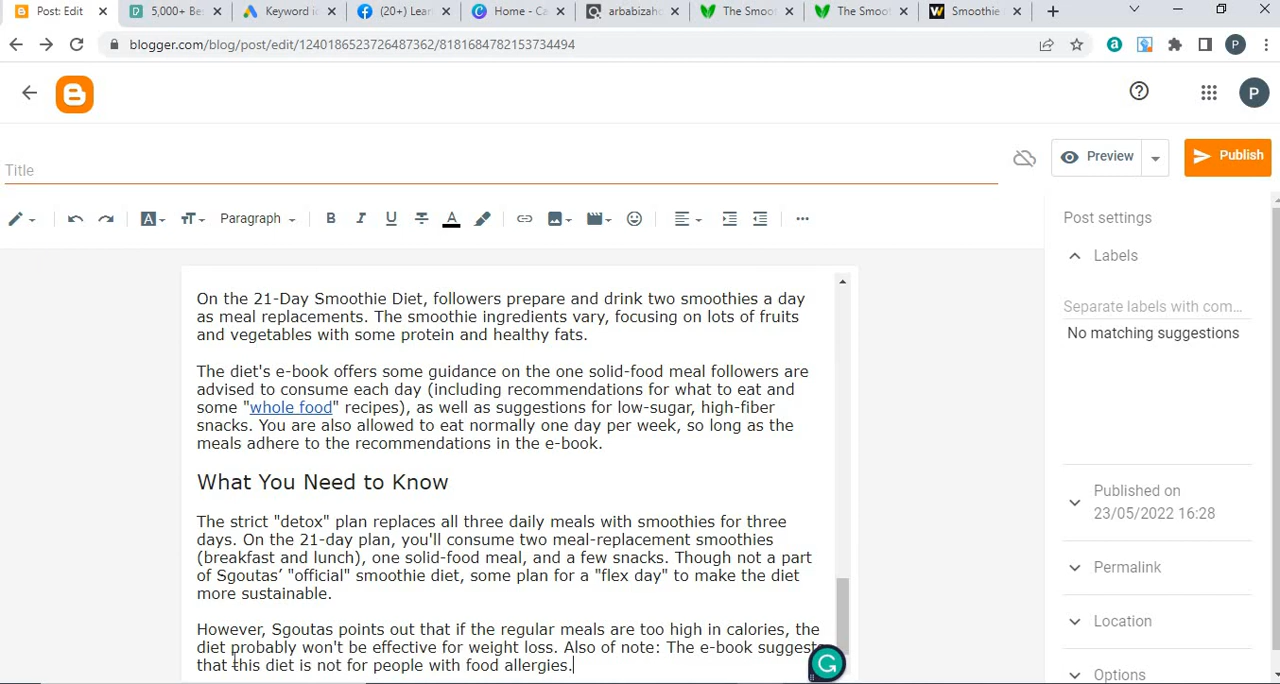 Post: Edit
5,000+ Be
Keyword i
(20+) Lear
Home - Ca
arbabizah
The Smoot
The Smoot
Smoothie
blogger.com/blog/post/edit/1240186523726487362/8181684782153734494
P
P
Title
Preview
Publish
Paragraph
B
I
U
A
Post settings
Labels
Separate labels with com...
No matching suggestions
Published on
23/05/2022 16:28
Permalink
Location
Options
On the 21-Day Smoothie Diet, followers prepare and drink two smoothies a day
as meal replacements. The smoothie ingredients vary, focusing on lots of fruits
and vegetables with some protein and healthy fats.
The diet's e-book offers some guidance on the one solid-food meal followers are
advised to consume each day (including recommendations for what to eat and
some "whole food" recipes), as well as suggestions for low-sugar, high-fiber
snacks. You are also allowed to eat normally one day per week, so long as the
meals adhere to the recommendations in the e-book.
What You Need to Know
The strict "detox" plan replaces all three daily meals with smoothies for three
days. On the 21-day plan, you'll consume two meal-replacement smoothies
(breakfast and lunch), one solid-food meal, and a few snacks. Though not a part
of Sgoutas’ "official" smoothie diet, some plan for a "flex day" to make the diet
more sustainable.
However, Sgoutas points out that if the regular meals are too high in calories, the
diet probably won't be effective for weight loss. Also of note: The e-book suggests
that this diet is not for people with food allergies.